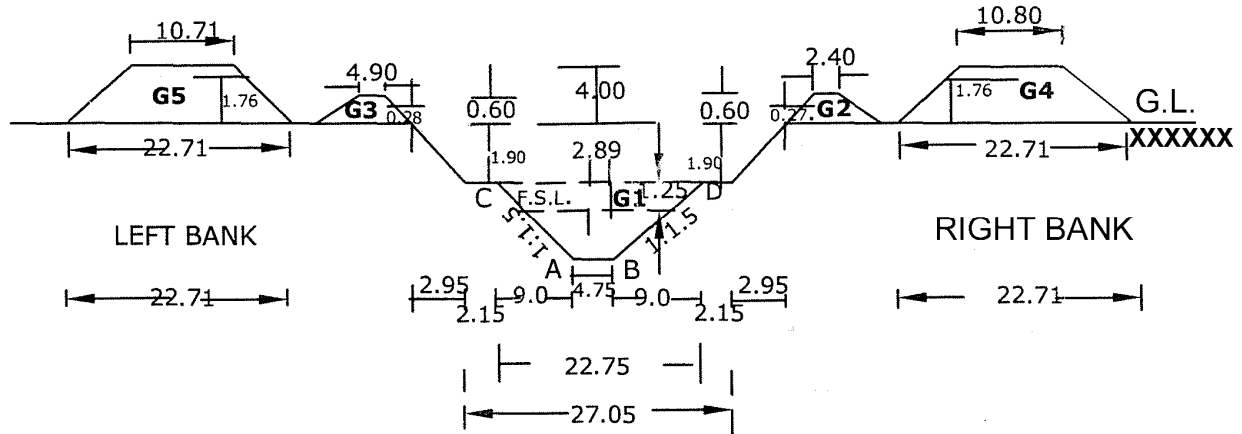 10.71
10.80
4.90
4.00
2.40
G5
1.76
G3
0.28
0.60
0.60
0.27
G2
1.76
G4
G.L.
XXXXXX
22.71
1.90
2.89
1.90
22.71
C
F.S.L.
G1
1.25
D
1:1.5
1:1.5
LEFT BANK
RIGHT BANK
A
B
22.71
2.95
2.15
9.0
4.75
9.0
2.15
2.95
22.71
22.75
27.05